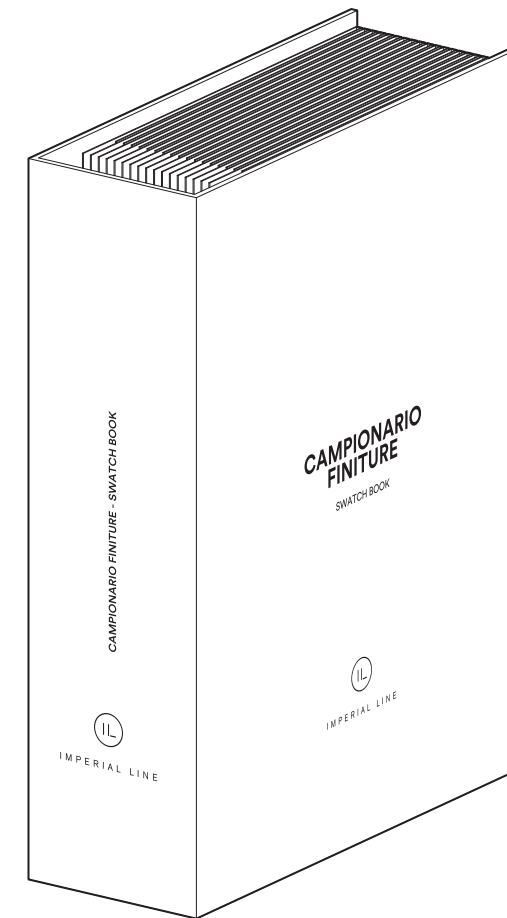 CAMPIONARIO FINITURE - SWATCH BOOK
IL
IMPERIAL LINE
CAMPIONARIO
FINITURE
SWATCH BOOK
IL
IMPERIAL LINE